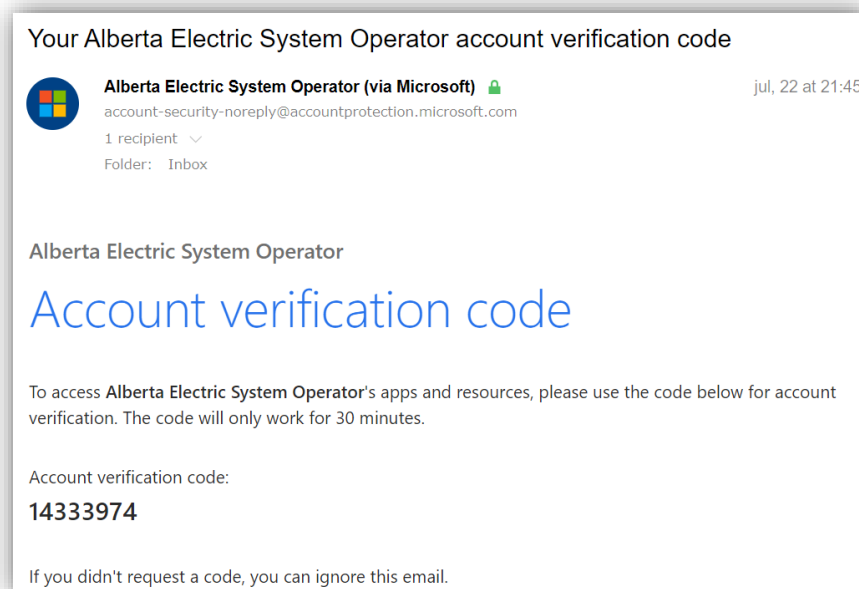 Your Alberta Electric System Operator account verification code
Alberta Electric System Operator (via Microsoft)
jul, 22 at 21:45
account-security-noreply@accountprotection.microsoft.com
1 recipient
Folder: Inbox
Alberta Electric System Operator
Account verification code
To access Alberta Electric System Operator's apps and resources, please use the code below for account
verification. The code will only work for 30 minutes.
Account verification code:
14333974
If you didn't request a code, you can ignore this email.